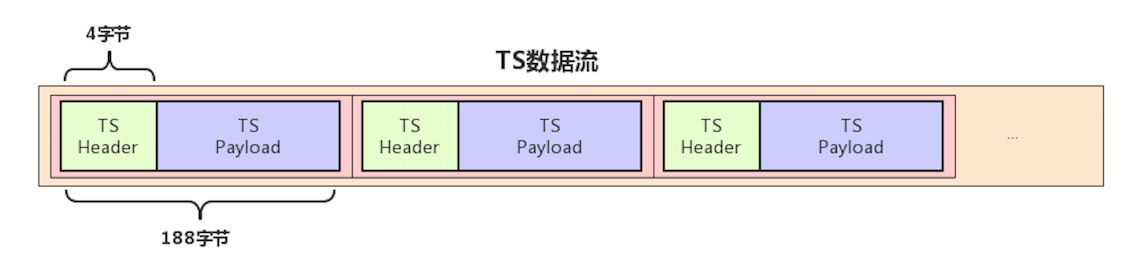 4字节
TS数据流
TS
Header
TS
Payload
TS
Header
TS
Payload
TS
Header
TS
Payload
...
188字节